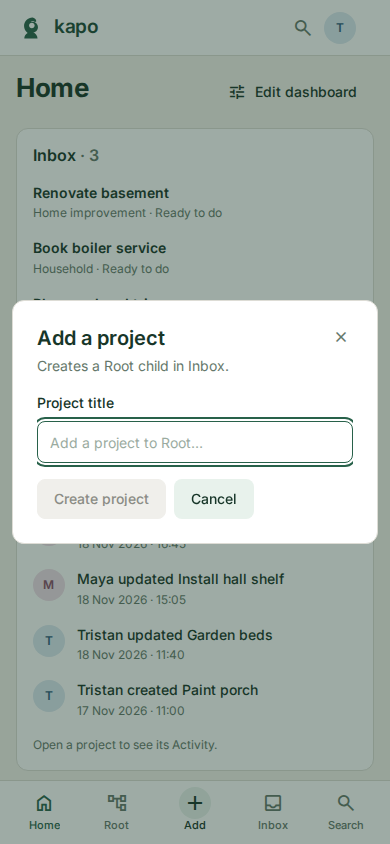 kapo
T
Home
Edit dashboard
Inbox · 3
Renovate basement
Home improvement · Ready to do
Book boiler service
Household · Ready to do
Add a project
Creates a Root child in Inbox.
Project title
Add a project to Root...
Create project
Cancel
18 Nov 2026 · 16:45
M
Maya updated Install hall shelf
18 Nov 2026 · 15:05
T
Tristan updated Garden beds
18 Nov 2026 · 11:40
T
Tristan created Paint porch
17 Nov 2026 · 11:00
Open a project to see its Activity.
Home
Root
Add
Inbox
Search